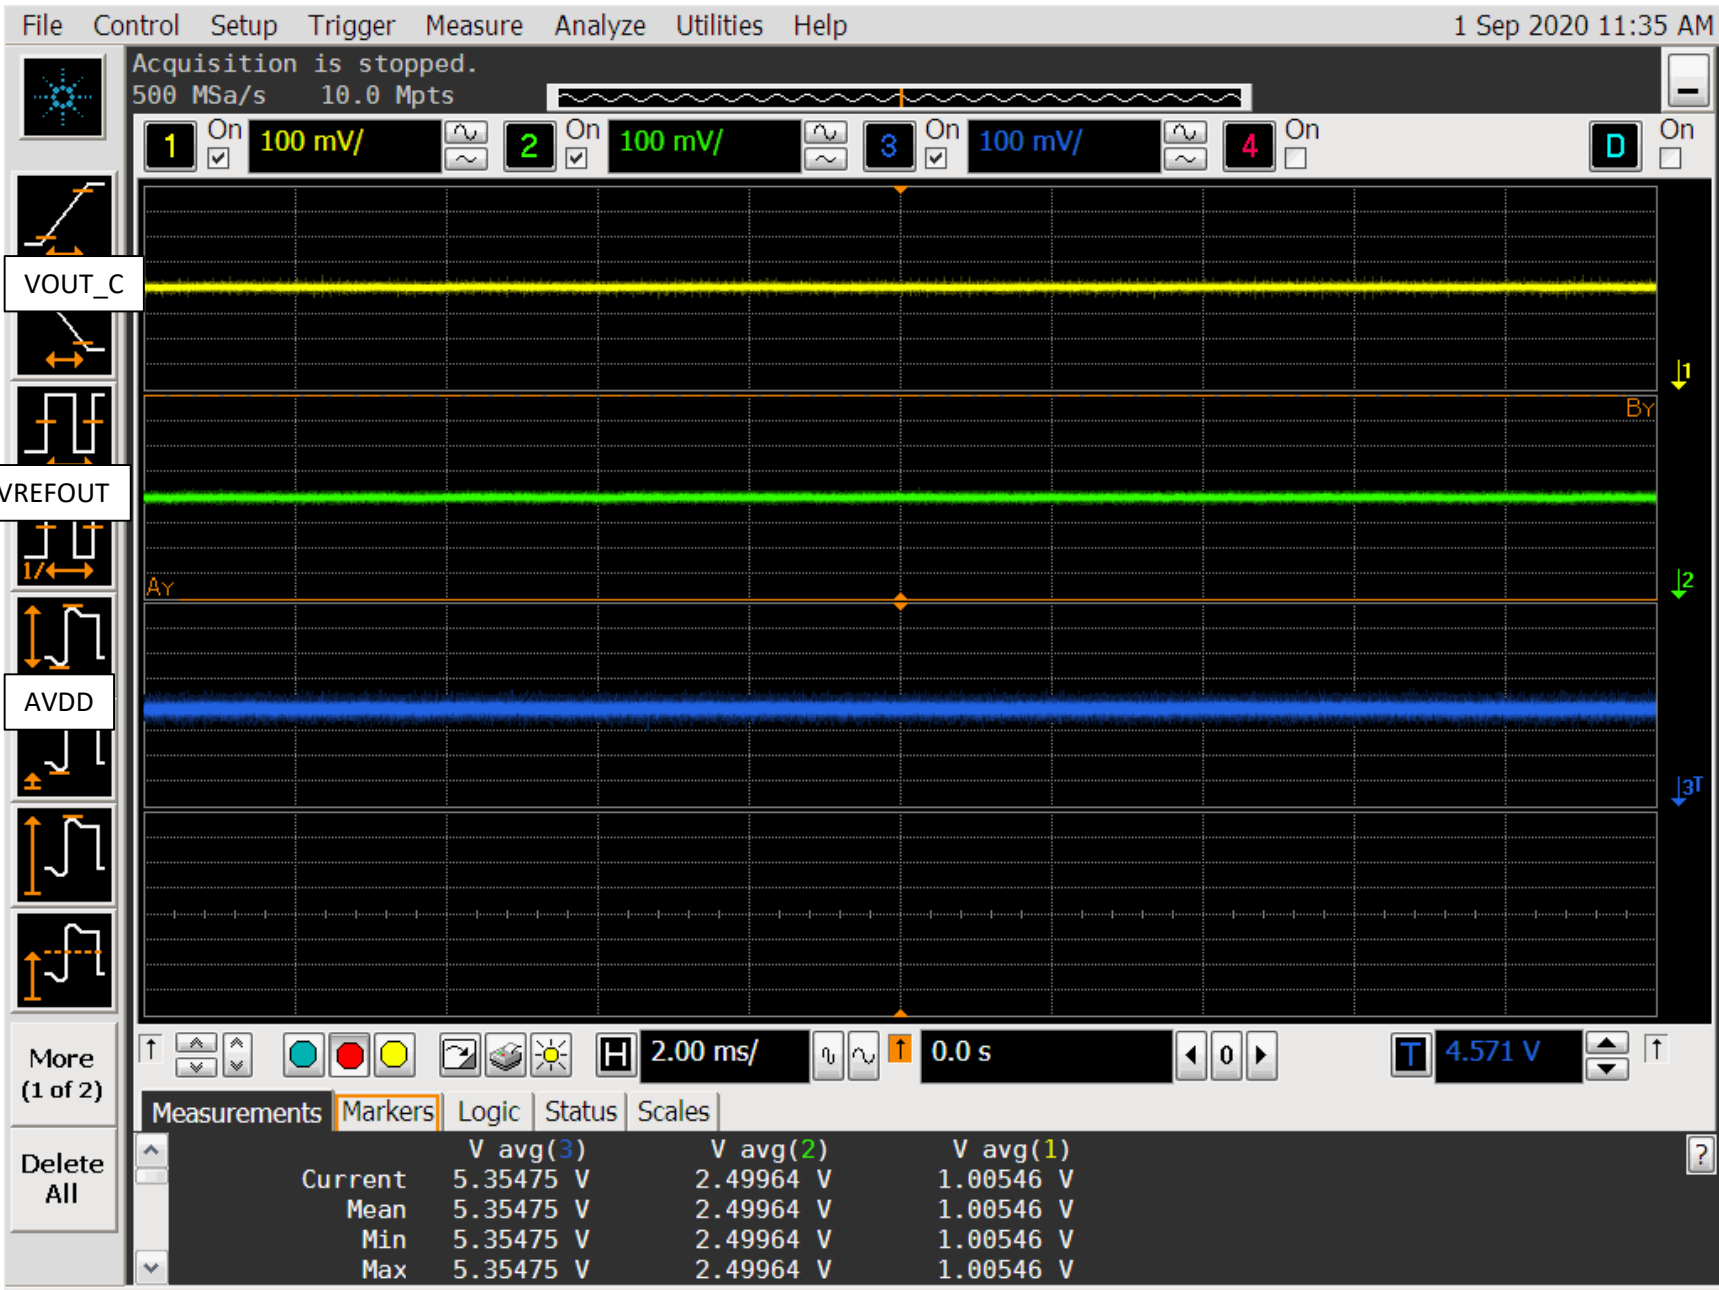 File Control Setup Trigger Measure Analyze Utilities Help 1 Sep 2020 11:35 AM
Acquisition is stopped.
500 MSa/s 10.0 Mpts
1 On 100 mV/ 2 On 100 mV/ 3 On 100 mV/ 4 On D On
VOUT_C
1
By
VREFOUT
1/
Ay
2
AVDD
3T
More
(1 of 2)
H 2.00 ms/ 0.0 s 0 T 4.571 V
Measurements Markers Logic Status Scales
Delete
All
V avg(3) V avg(2) V avg(1)
?
Current 5.35475 V 2.49964 V 1.00546 V
Mean 5.35475 V 2.49964 V 1.00546 V
Min 5.35475 V 2.49964 V 1.00546 V
Max 5.35475 V 2.49964 V 1.00546 V